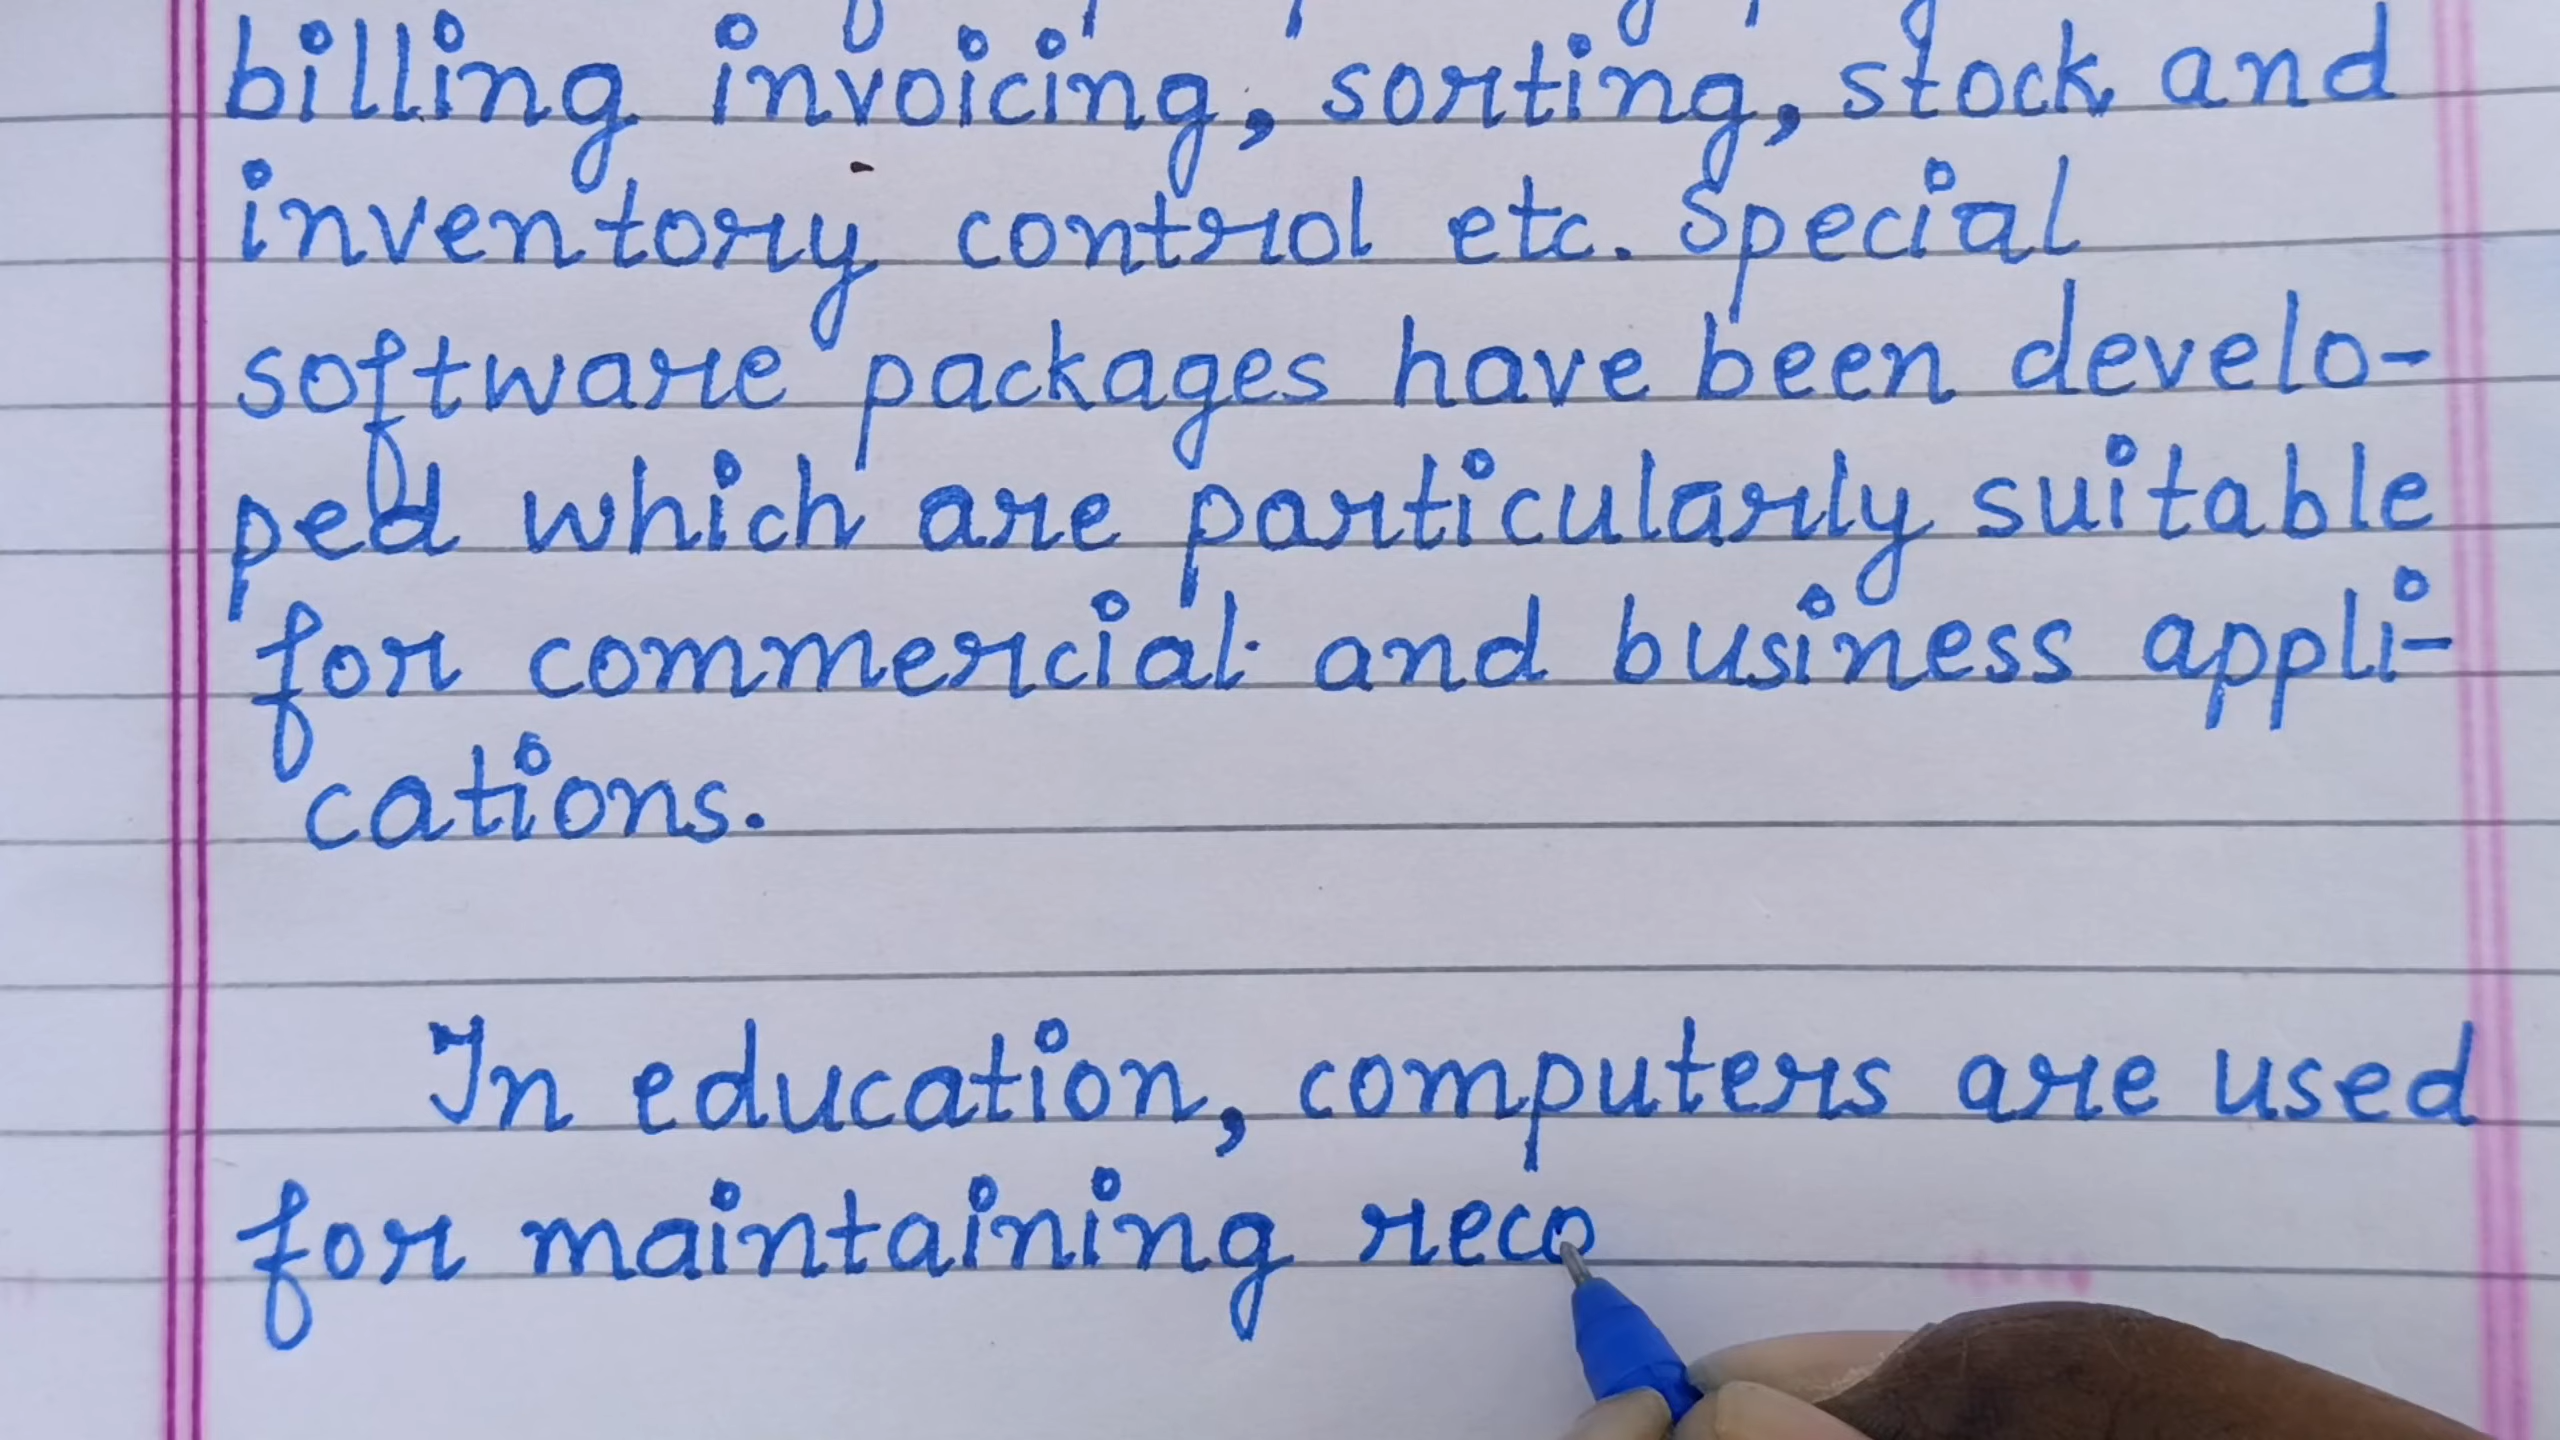 billing invoicing, sorting, stock and
inventory control etc. Special
software packages have been develo-
ped which are particularly suitable
for commercial and business appli-
cations.
In education, computers are used
for maintaining reco